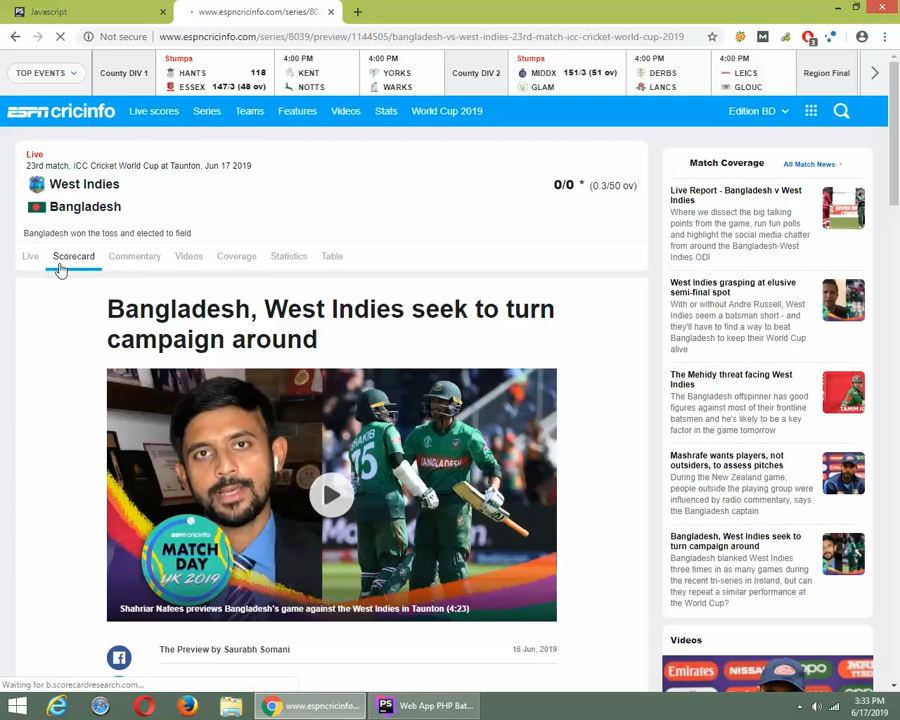 Javascript
www.espncricinfo.com/series/80
Not secure www.espncricinfo.com/series/8039/preview/1144505/bangladesh-vs-west-indies-23rd-match-icc-cricket-world-cup-2019
3
TOP EVENTS
County DIV 1
Stumps
HANTS 118
ESSEX 147/3 (48 ov)
4:00 PM
KENT
NOTTS
4:00 PM
YORKS
WARKS
County DIV 2
Stumps
MIDDX 151/3 (51 ov)
GLAM
4:00 PM
DERBS
LANCS
4:00 PM
LEICS
GLOUC
Region Final
ESPN cricinfo
Live scores Series Teams Features Videos Stats World Cup 2019
Edition BD
Live
23rd match, ICC Cricket World Cup at Taunton, Jun 17 2019
West Indies 0/0 * (0.3/50 ov)
Bangladesh
Bangladesh won the toss and elected to field
Live Scorecard Commentary Videos Coverage Statistics Table
Bangladesh, West Indies seek to turn
campaign around
SHAKIB
75
BANGLADESH
ESPN cricinfo
MATCH
DAY
UK 2019
Shahriar Nafees previews Bangladesh's game against the West Indies in Taunton (4:23)
The Preview by Saurabh Somani 16 Jun, 2019
Match Coverage All Match News
Live Report - Bangladesh v West
Indies
Where we dissect the big talking
points from the game, run fun polls
and highlight the social media chatter
from around the Bangladesh-West
Indies ODI
West Indies grasping at elusive
semi-final spot
With or without Andre Russell, West
Indies seem a batsman short - and
they'll have to find a way to beat
Bangladesh to keep their World Cup
alive
The Mehidy threat facing West
Indies
The Bangladesh offspinner has good
figures against most of their frontline
batsmen and he's likely to be a key
factor in the game tomorrow
TAMIM IC
Mashrafe wants players, not
outsiders, to assess pitches
During the New Zealand game,
people outside the playing group were
influenced by radio commentary, says
the Bangladesh captain
Bangladesh, West Indies seek to
turn campaign around
Bangladesh blanked West Indies
three times in as many games during
the recent tri-series in Ireland, but can
they repeat a similar performance at
the World Cup?
Videos
Emirates NISSA oppo
Waiting for b.scorecardresearch.com...
www.espncricinfo...
Web App PHP Bat...
3:33 PM
6/17/2019